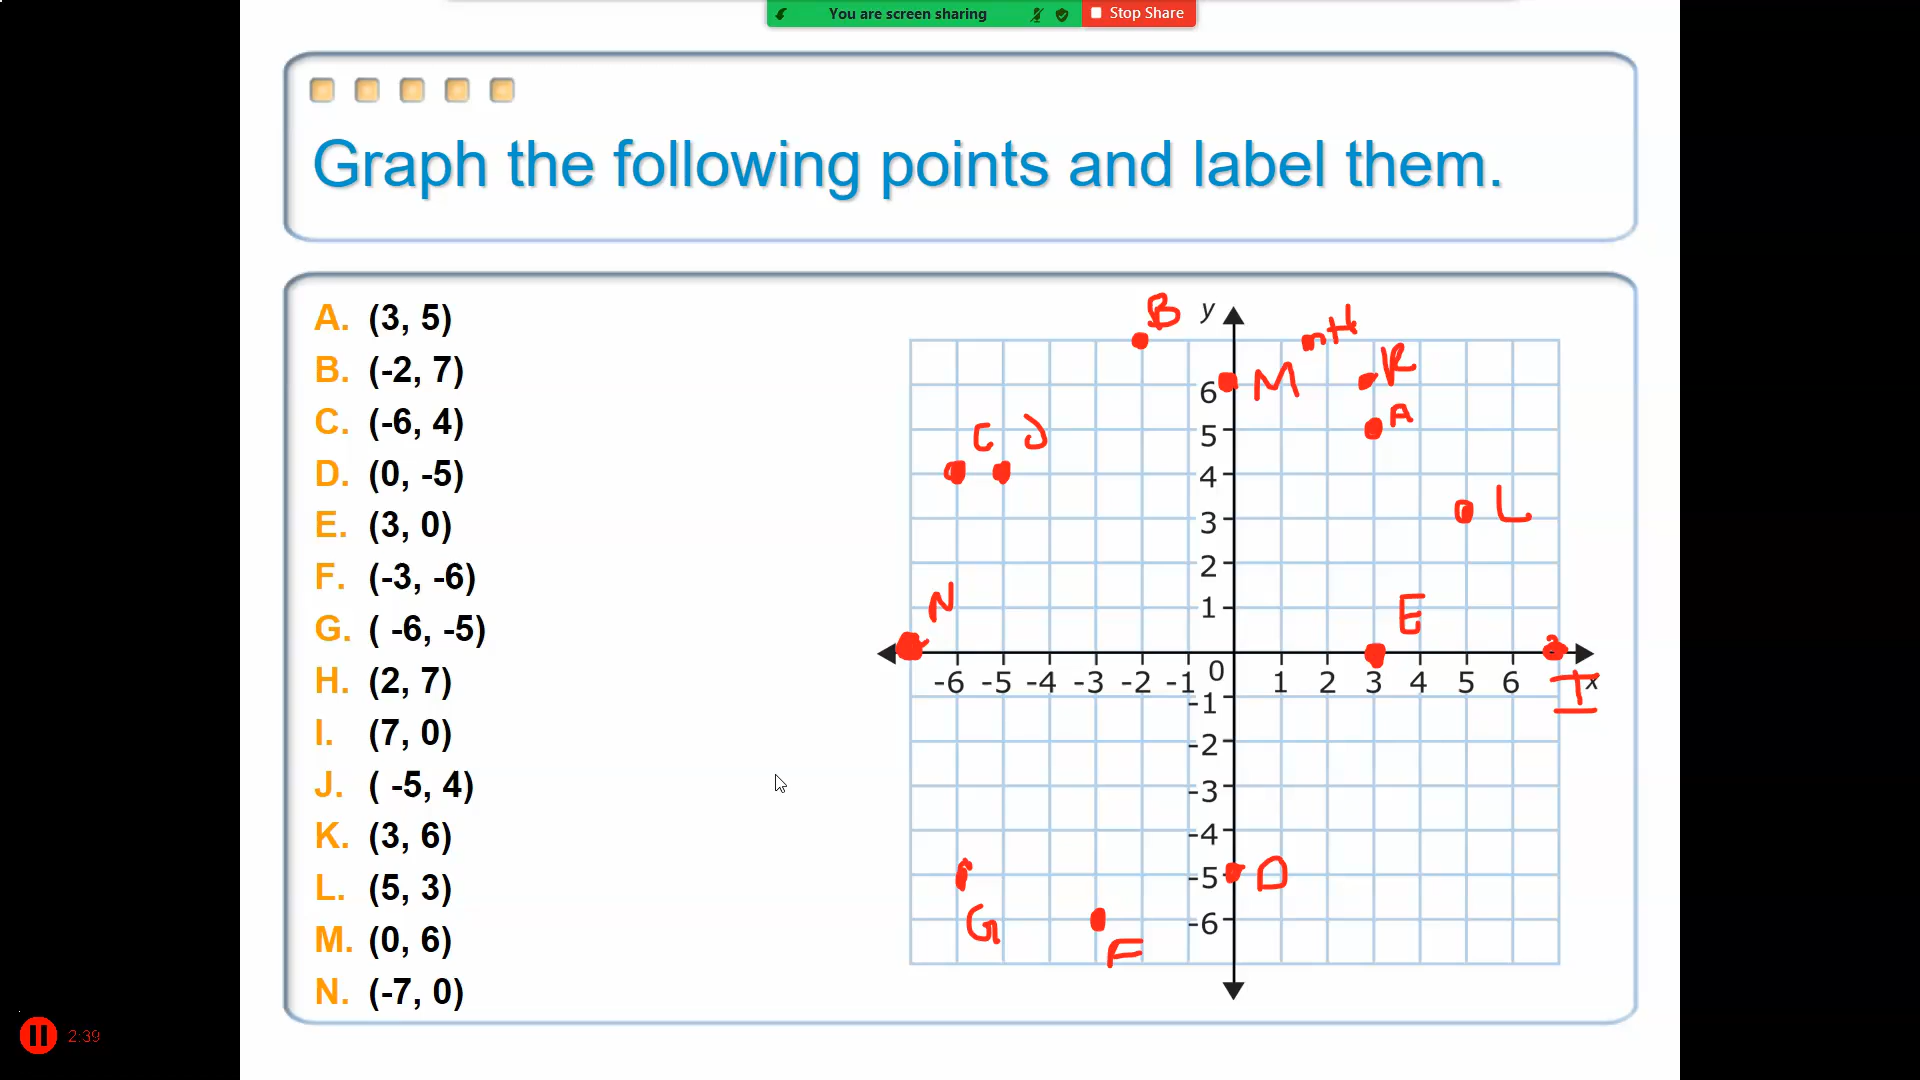 You are screen sharing Stop Share
Graph the following points and label them.
A. (3, 5)
B. (-2, 7)
C. (-6, 4)
D. (0, -5)
E. (3, 0)
F. (-3, -6)
G. ( -6, -5)
H. (2, 7)
I. (7, 0)
J. ( -5, 4)
K. (3, 6)
L. (5, 3)
M. (0, 6)
N. (-7, 0)
B y H
K
6 M
A
C J 5
4
3 L
2
N 1 E
0
-6 -5 -4 -3 -2 -1 1 2 3 4 5 6 I x
-1
-2
-3
-4
-5 D
G -6
F
2:39